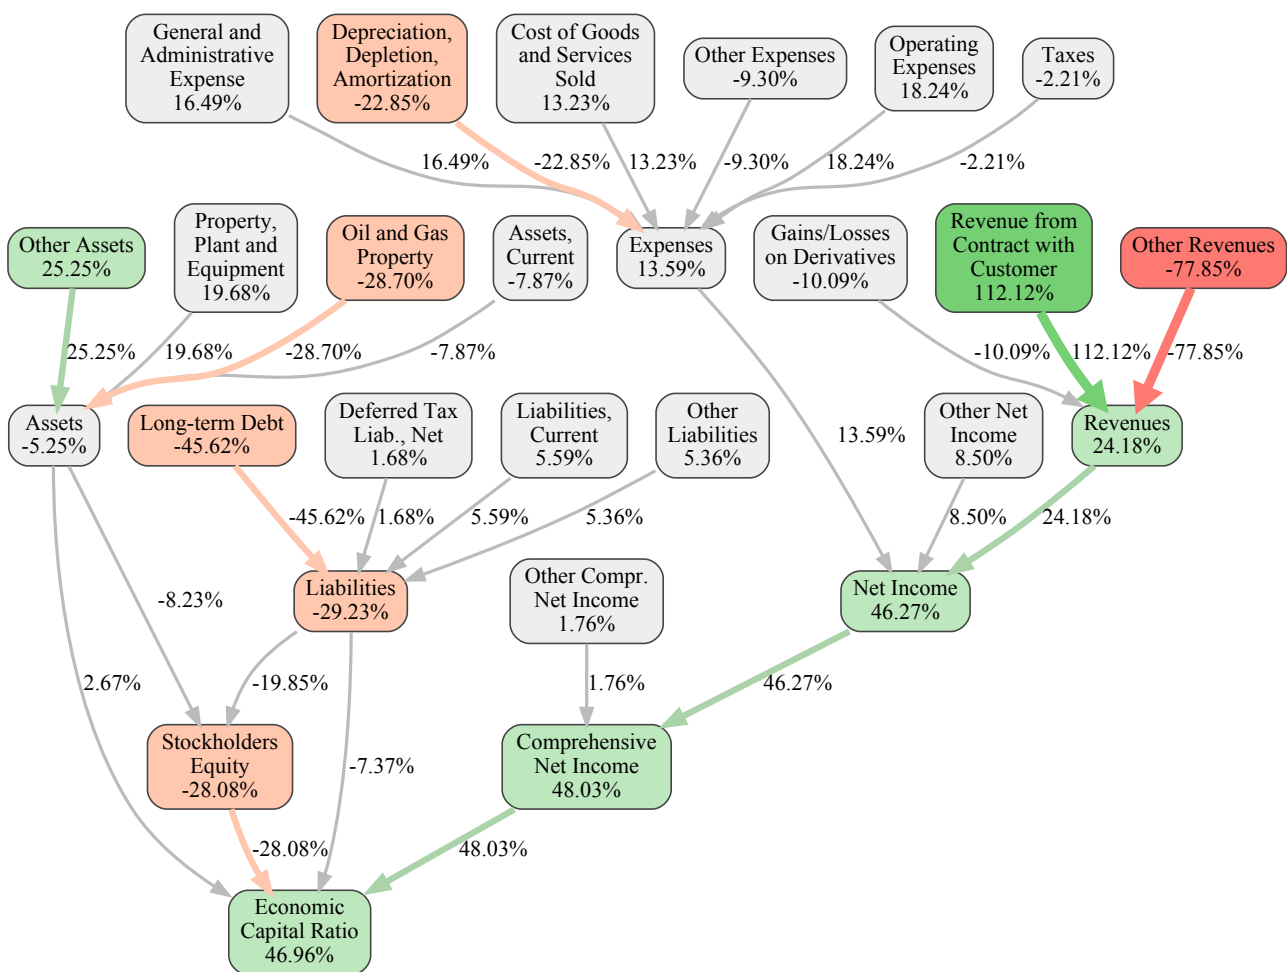 General and
Administrative
Expense
16.49%
Depreciation,
Depletion,
Amortization
-22.85%
Cost of Goods
and Services
Sold
13.23%
Other Expenses
-9.30%
Operating
Expenses
18.24%
Taxes
-2.21%
16.49%
-22.85%
13.23%
-9.30%
18.24%
-2.21%
Other Assets
25.25%
Property,
Plant and
Equipment
19.68%
Oil and Gas
Property
-28.70%
Assets,
Current
-7.87%
Expenses
13.59%
Gains/Losses
on Derivatives
-10.09%
Revenue from
Contract with
Customer
112.12%
Other Revenues
-77.85%
25.25%
19.68%
-28.70%
-7.87%
-10.09%
112.12%
-77.85%
Assets
-5.25%
Long-term Debt
-45.62%
Deferred Tax
Liab., Net
1.68%
Liabilities,
Current
5.59%
Other
Liabilities
5.36%
13.59%
Other Net
Income
8.50%
Revenues
24.18%
-45.62%
1.68%
5.59%
5.36%
8.50%
24.18%
-8.23%
Liabilities
-29.23%
Other Compr.
Net Income
1.76%
Net Income
46.27%
2.67%
-19.85%
1.76%
46.27%
Stockholders
Equity
-28.08%
-7.37%
Comprehensive
Net Income
48.03%
-28.08%
48.03%
Economic
Capital Ratio
46.96%